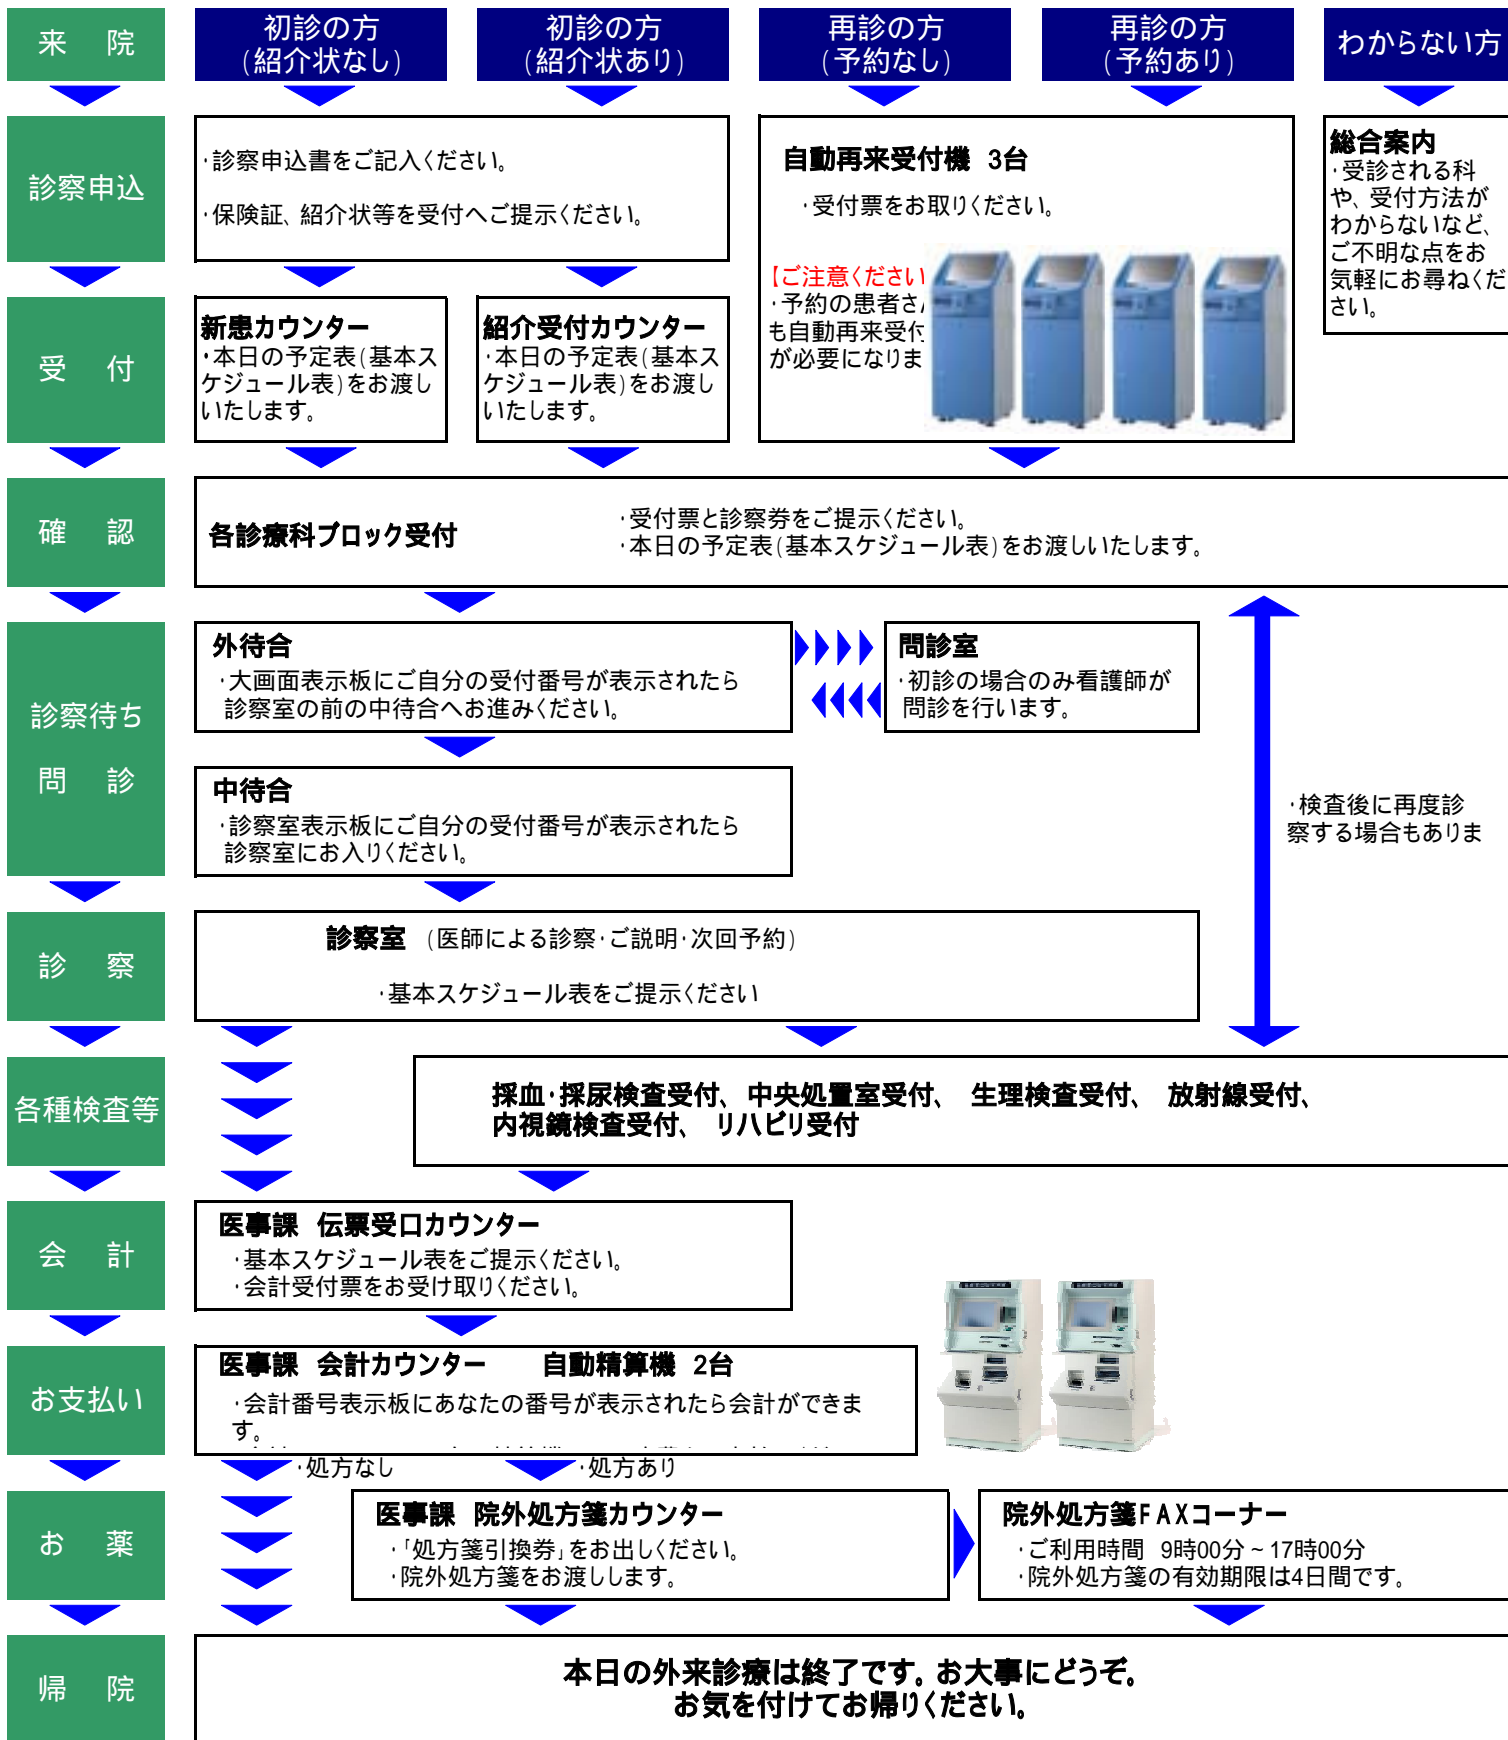 来 院
初診の方
(紹介状なし)
初診の方
(紹介状あり)
再診の方
(予約なし)
再診の方
(予約あり)
わからない方
診察申込
・診察申込書をご記入ください。
・保険証、紹介状等を受付へご提示ください。
自動再来受付機 3台
・受付票をお取りください。
【ご注意ください
・予約の患者さ
も自動再来受付
が必要になりま
総合案内
・受診される科
や、受付方法が
わからないなど、
ご不明な点をお
気軽にお尋ねくだ
さい。
受 付
新患カウンター
・本日の予定表(基本ス
ケジュール表)をお渡し
いたします。
紹介受付カウンター
・本日の予定表(基本ス
ケジュール表)をお渡し
いたします。
確 認
各診療科ブロック受付
・受付票と診察券をご提示ください。
・本日の予定表(基本スケジュール表)をお渡しいたします。
診察待ち
問 診
外待合
・大画面表示板にご自分の受付番号が表示されたら
診察室の前の中待合へお進みください。
問診室
・初診の場合のみ看護師が
問診を行います。
中待合
・診察室表示板にご自分の受付番号が表示されたら
診察室にお入りください。
・検査後に再度診
察する場合もありま
診 察
診察室 (医師による診察・ご説明・次回予約)
・基本スケジュール表をご提示ください
各種検査等
採血・採尿検査受付、 中央処置室受付、 生理検査受付、 放射線受付、
内視鏡検査受付、 リハビリ受付
会 計
医事課 伝票受口カウンター
・基本スケジュール表をご提示ください。
・会計受付票をお受け取りください。
お支払い
医事課 会計カウンター 自動精算機 2台
・会計番号表示板にあなたの番号が表示されたら会計ができま
す。
・処方なし
・処方あり
お 薬
医事課 院外処方箋カウンター
・「処方箋引換券」をお出しください。
・院外処方箋をお渡しします。
院外処方箋FAXコーナー
・ご利用時間 9時00分~17時00分
・院外処方箋の有効期限は4日間です。
帰 院
本日の外来診療は終了です。お大事にどうぞ。
お気を付けてお帰りください。